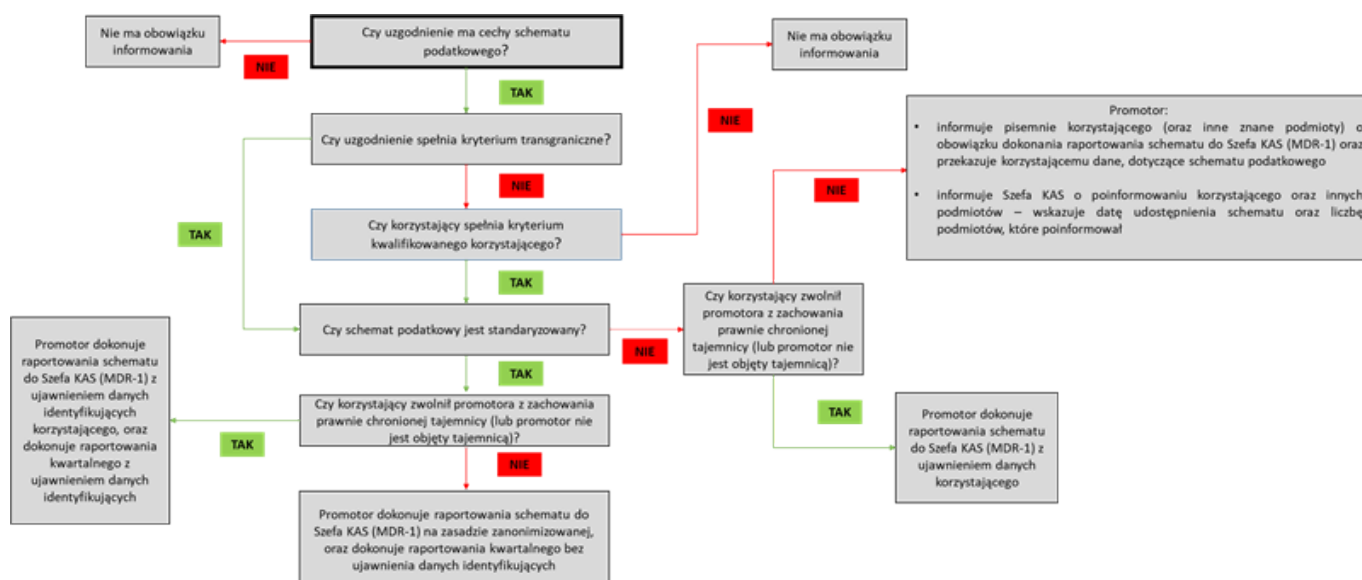 Nie ma obowiązku
informowania
NIE
Czy uzgodnienie ma cechy schematu
podatkowego?
TAK
Nie ma obowiązku
informowania
NIE
Czy uzgodnienie spełnia kryterium transgraniczne?
NIE
TAK
Czy korzystający spełnia kryterium
kwalifikowanego korzystającego?
TAK
Czy schemat podatkowy jest standaryzowany?
NIE
TAK
Promotor:
• informuje pisemnie korzystającego (oraz inne znane podmioty) o
obowiązku dokonania raportowania schematu do Szefa KAS (MDR-1) oraz
przekazuje korzystającemu dane, dotyczące schematu podatkowego
• informuje Szefa KAS o poinformowaniu korzystającego oraz innych
podmiotów – wskazuje datę udostępnienia schematu oraz liczbę
podmiotów, które poinformował
NIE
Czy korzystający zwolnił
promotora z zachowania
prawnie chronionej
tajemnicy (lub promotor nie
jest objęty tajemnicą)?
TAK
Promotor dokonuje
raportowania schematu
do Szefa KAS (MDR-1) z
ujawnieniem danych
korzystającego
Czy korzystający zwolnił promotora z zachowania
prawnie chronionej tajemnicy (lub promotor nie
jest objęty tajemnicą)?
TAK
NIE
Promotor dokonuje
raportowania schematu
do Szefa KAS (MDR-1) z
ujawnieniem danych
identyfikujących
korzystającego, oraz
dokonuje raportowania
kwartalnego z
ujawnieniem danych
identyfikujących
Promotor dokonuje raportowania schematu do
Szefa KAS (MDR-1) na zasadzie zanonimizowanej,
oraz dokonuje raportowania kwartalnego bez
ujawnienia danych identyfikujących